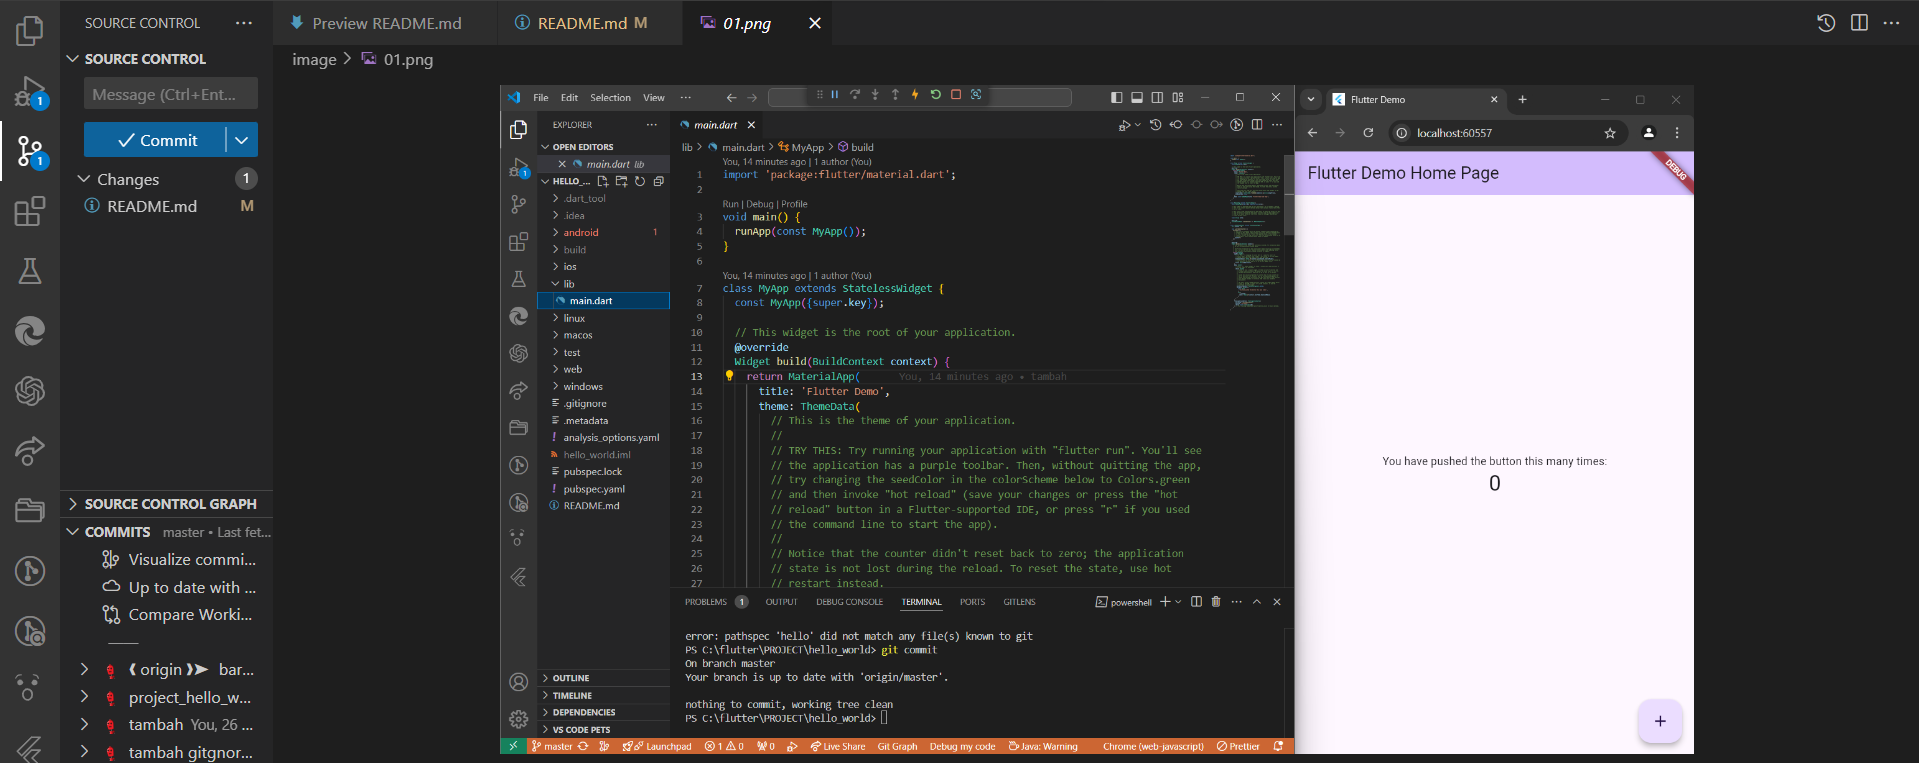 SOURCE CONTROL ···
Preview README.md
README.md M
01.png
image > 01.png
SOURCE CONTROL
Message (Ctrl+Ent...
Commit
Changes 1
README.md M
SOURCE CONTROL GRAPH
COMMITS master • Last fet...
Visualize commi...
Up to date with ...
Compare Worki...
origin bar...
project_hello_w...
tambah You, 26 ...
tambah gitgnor...
1
1
File Edit Selection View ···
EXPLORER ···
OPEN EDITORS
main.dart lib
HELLO_...
.dart_tool
.idea
android 1
build
ios
lib
main.dart
linux
macos
test
web
windows
.gitignore
.metadata
analysis_options.yaml
hello_world.iml
pubspec.lock
pubspec.yaml
README.md
OUTLINE
TIMELINE
DEPENDENCIES
VS CODE PETS
1
main.dart
lib > main.dart > MyApp > build
You, 14 minutes ago | 1 author (You)
1 import 'package:flutter/material.dart';
2
Run | Debug | Profile
3 void main() {
4 runApp(const MyApp());
5 }
6
You, 14 minutes ago | 1 author (You)
7 class MyApp extends StatelessWidget {
8 const MyApp({super.key});
9
10 // This widget is the root of your application.
11 @override
12 Widget build(BuildContext context) {
13 return MaterialApp( You, 14 minutes ago • tambah
14 title: 'Flutter Demo',
15 theme: ThemeData(
16 // This is the theme of your application.
17 //
18 // TRY THIS: Try running your application with "flutter run". You'll see
19 // the application has a purple toolbar. Then, without quitting the app,
20 // try changing the seedColor in the colorScheme below to Colors.green
21 // and then invoke "hot reload" (save your changes or press the "hot
22 // reload" button in a Flutter-supported IDE, or press "r" if you used
23 // the command line to start the app).
24 //
25 // Notice that the counter didn't reset back to zero; the application
26 // state is not lost during the reload. To reset the state, use hot
27 // restart instead.
PROBLEMS 1 OUTPUT DEBUG CONSOLE TERMINAL PORTS GITLENS powershell
error: pathspec 'hello' did not match any file(s) known to git
PS C:\flutter\PROJECT\hello_world> git commit
On branch master
Your branch is up to date with 'origin/master'.
nothing to commit, working tree clean
PS C:\flutter\PROJECT\hello_world>
master Launchpad 1 0 0 Live Share Git Graph Debug my code Java: Warning Chrome (web-javascript) Prettier
Flutter Demo
localhost:60557
Flutter Demo Home Page
DEBUG
You have pushed the button this many times:
0
+